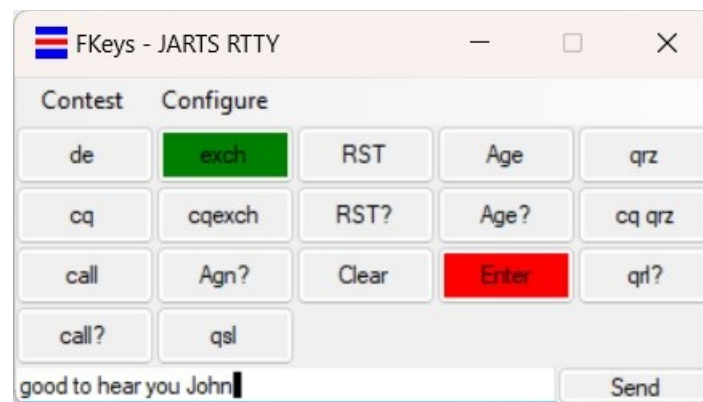 FKeys - JARTS RTTY
Contest Configure
de exch RST Age qrz
cq cqexch RST? Age? cq qrz
call Agn? Clear Enter qrl?
call? qsl
good to hear you John Send